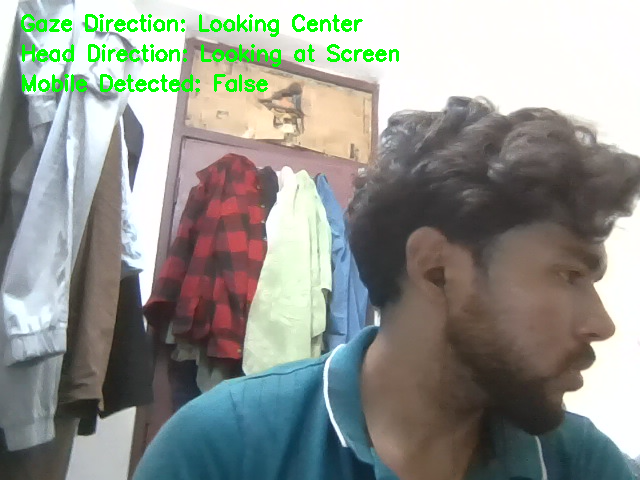 Gaze Direction: Looking Center
Head Direction: Looking at Screen
Mobile Detected: False